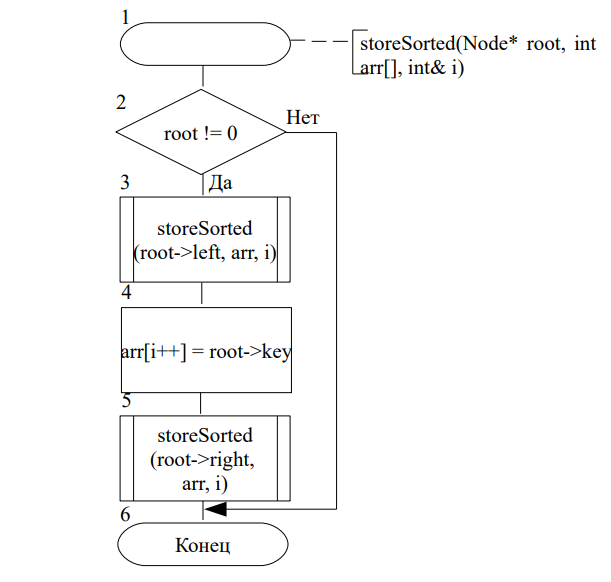 1
storeSorted(Node* root, int
arr[], int& i)
2
Нет
root != 0
3
Да
storeSorted
(root->left, arr, i)
4
arr[i++] = root->key
5
storeSorted
(root->right,
arr, i)
6
Конец